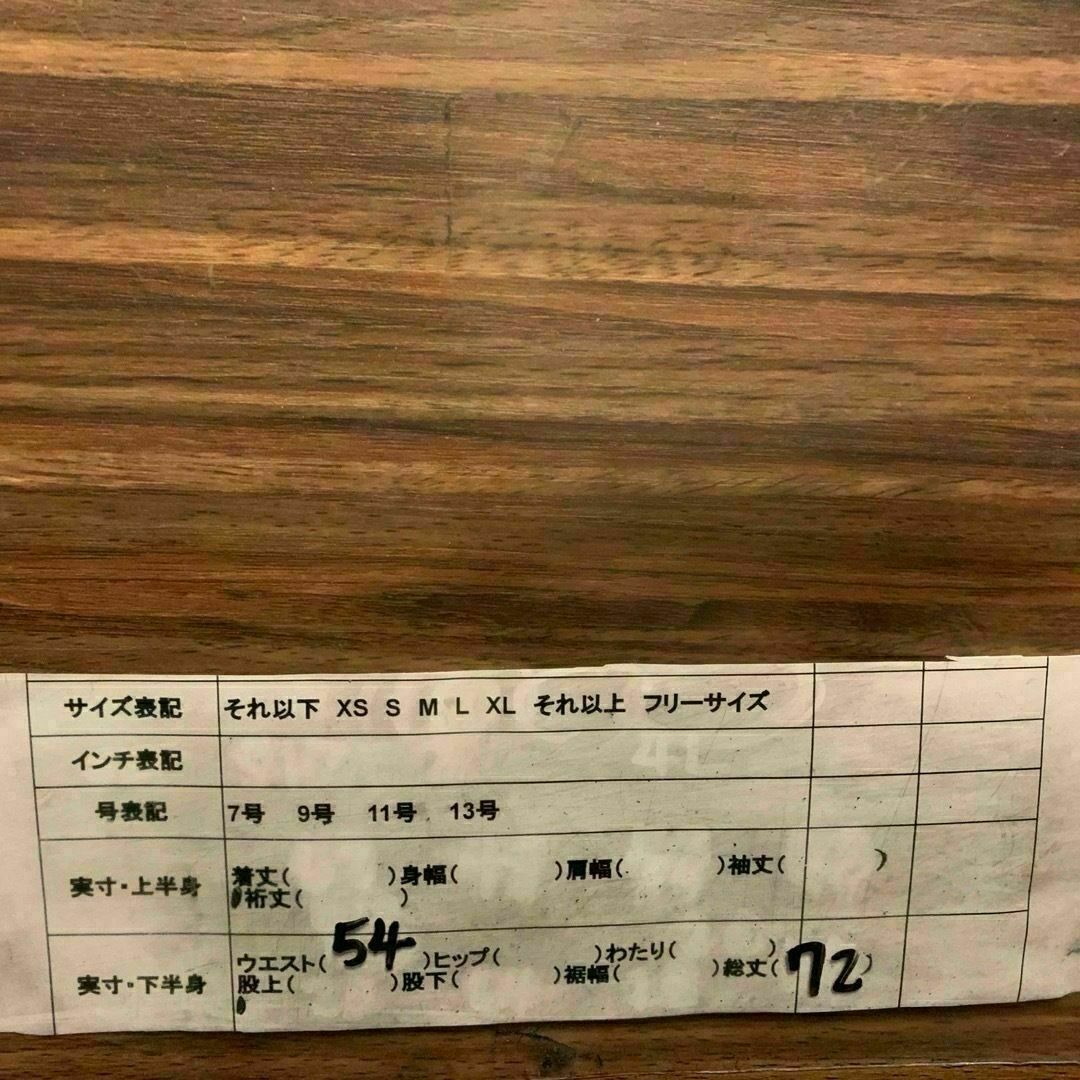 サイズ表記 それ以下 XS S M L XL それ以上 フリーサイズ
インチ表記
号表記 7号 9号 11号 13号
実寸・上半身 着丈( )身幅( )肩幅( )袖丈( )
裄丈( )
実寸・下半身 ウエスト( 54 )ヒップ( )わたり( )
股上( )股下( )裾幅( )総丈( 72 )